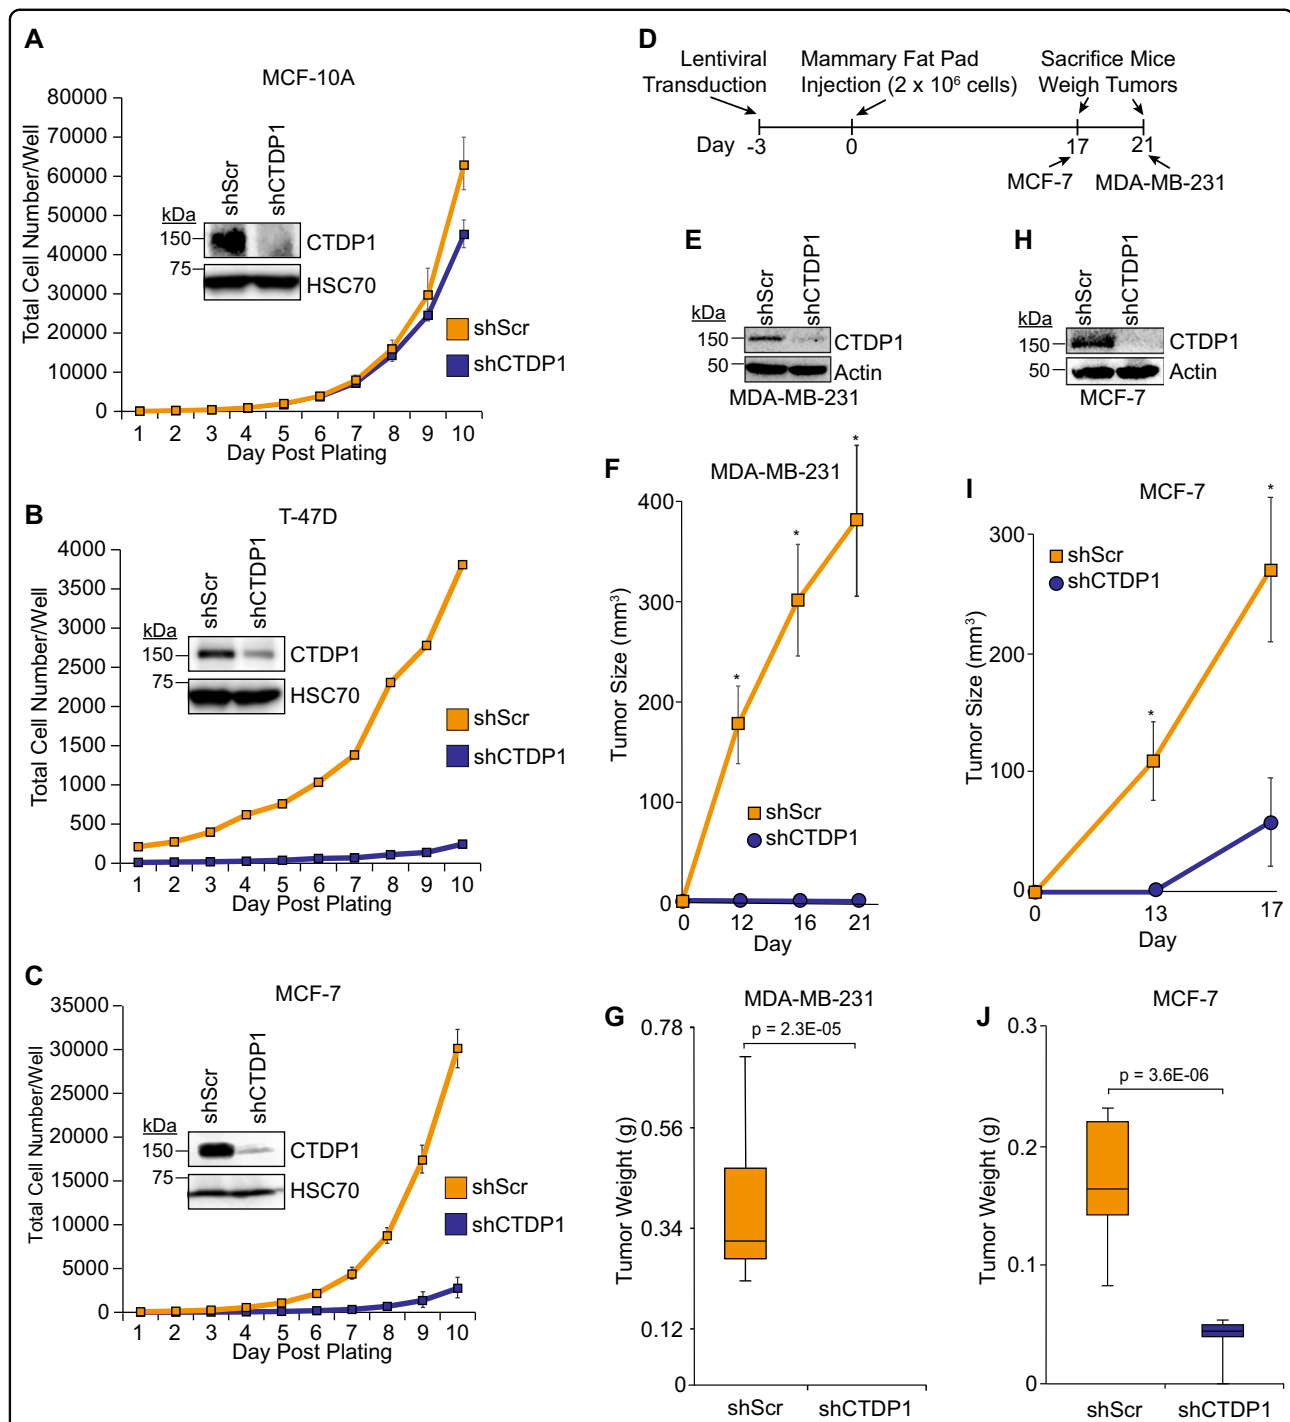 A
MCF-10A
Total Cell Number/Well
80000
70000
60000
50000
40000
30000
20000
10000
0
shScr
shCTDP1
kDa
150
CTDP1
75
HSC70
shScr
shCTDP1
1 2 3 4 5 6 7 8 9 10
Day Post Plating
B
T-47D
Total Cell Number/Well
4000
3500
3000
2500
2000
1500
1000
500
0
shScr
shCTDP1
kDa
150
CTDP1
75
HSC70
shScr
shCTDP1
1 2 3 4 5 6 7 8 9 10
Day Post Plating
C
MCF-7
Total Cell Number/Well
35000
30000
25000
20000
15000
10000
5000
0
shScr
shCTDP1
kDa
150
CTDP1
75
HSC70
shScr
shCTDP1
1 2 3 4 5 6 7 8 9 10
Day Post Plating
D
Lentiviral
Transduction
Mammary Fat Pad
Injection (2 x 10⁶ cells)
Sacrifice Mice
Weigh Tumors
Day -3 0 17 21
MCF-7
MDA-MB-231
E
shScr
shCTDP1
kDa
150
CTDP1
50
Actin
MDA-MB-231
H
shScr
shCTDP1
kDa
150
CTDP1
50
Actin
MCF-7
F
MDA-MB-231
Tumor Size (mm³)
400
300
200
100
0
*
*
*
shScr
shCTDP1
0 12 16 21
Day
I
MCF-7
Tumor Size (mm³)
300
200
100
0
*
*
shScr
shCTDP1
0 13 17
Day
G
MDA-MB-231
Tumor Weight (g)
0.78
0.56
0.34
0.12
0
p = 2.3E-05
shScr shCTDP1
J
MCF-7
Tumor Weight (g)
0.3
0.2
0.1
0
p = 3.6E-06
shScr shCTDP1